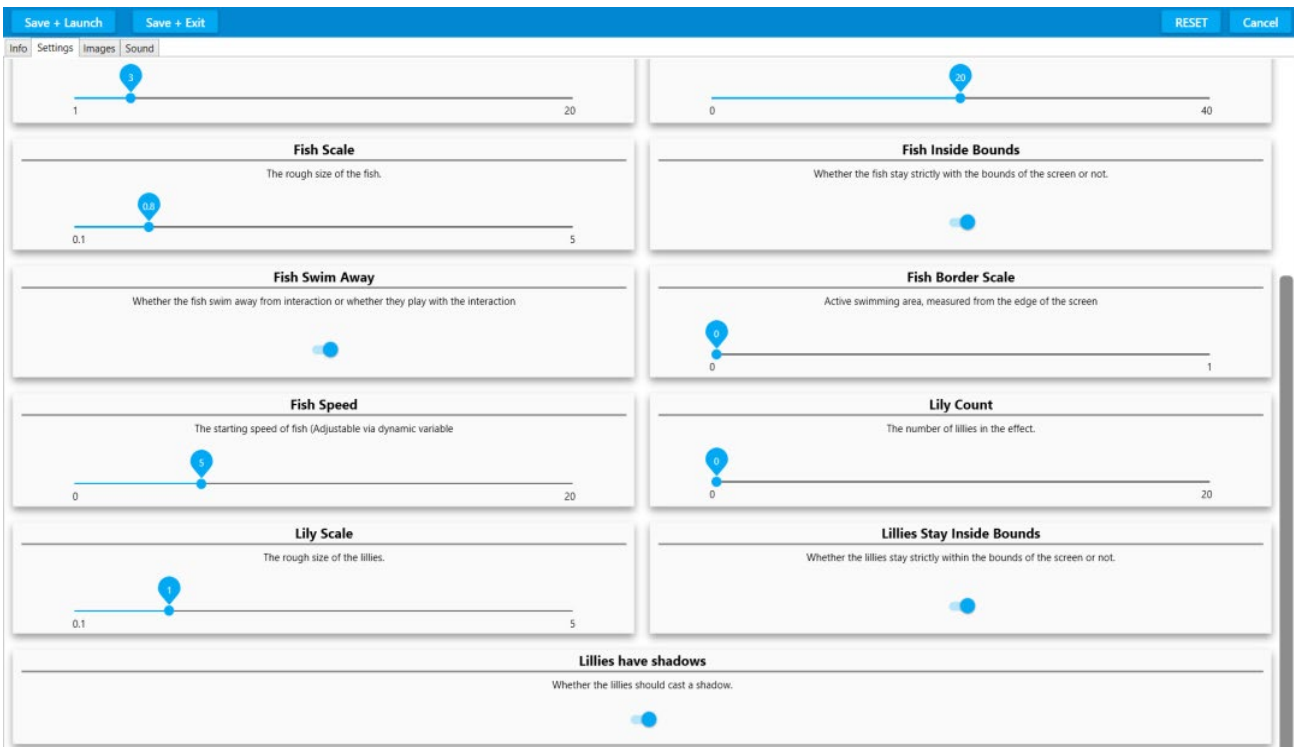 Save + Launch Save + Exit RESET Cancel
Info Settings Images Sound
3
1 20
20
0 40
Fish Scale
The rough size of the fish.
0.8
0.1 5
Fish Inside Bounds
Whether the fish stay strictly with the bounds of the screen or not.
Fish Swim Away
Whether the fish swim away from interaction or whether they play with the interaction
Fish Border Scale
Active swimming area, measured from the edge of the screen
0
0 1
Fish Speed
The starting speed of fish (Adjustable via dynamic variable
5
0 20
Lily Count
The number of lillies in the effect.
0
0 20
Lily Scale
The rough size of the lillies.
1
0.1 5
Lillies Stay Inside Bounds
Whether the lillies stay strictly within the bounds of the screen or not.
Lillies have shadows
Whether the lillies should cast a shadow.